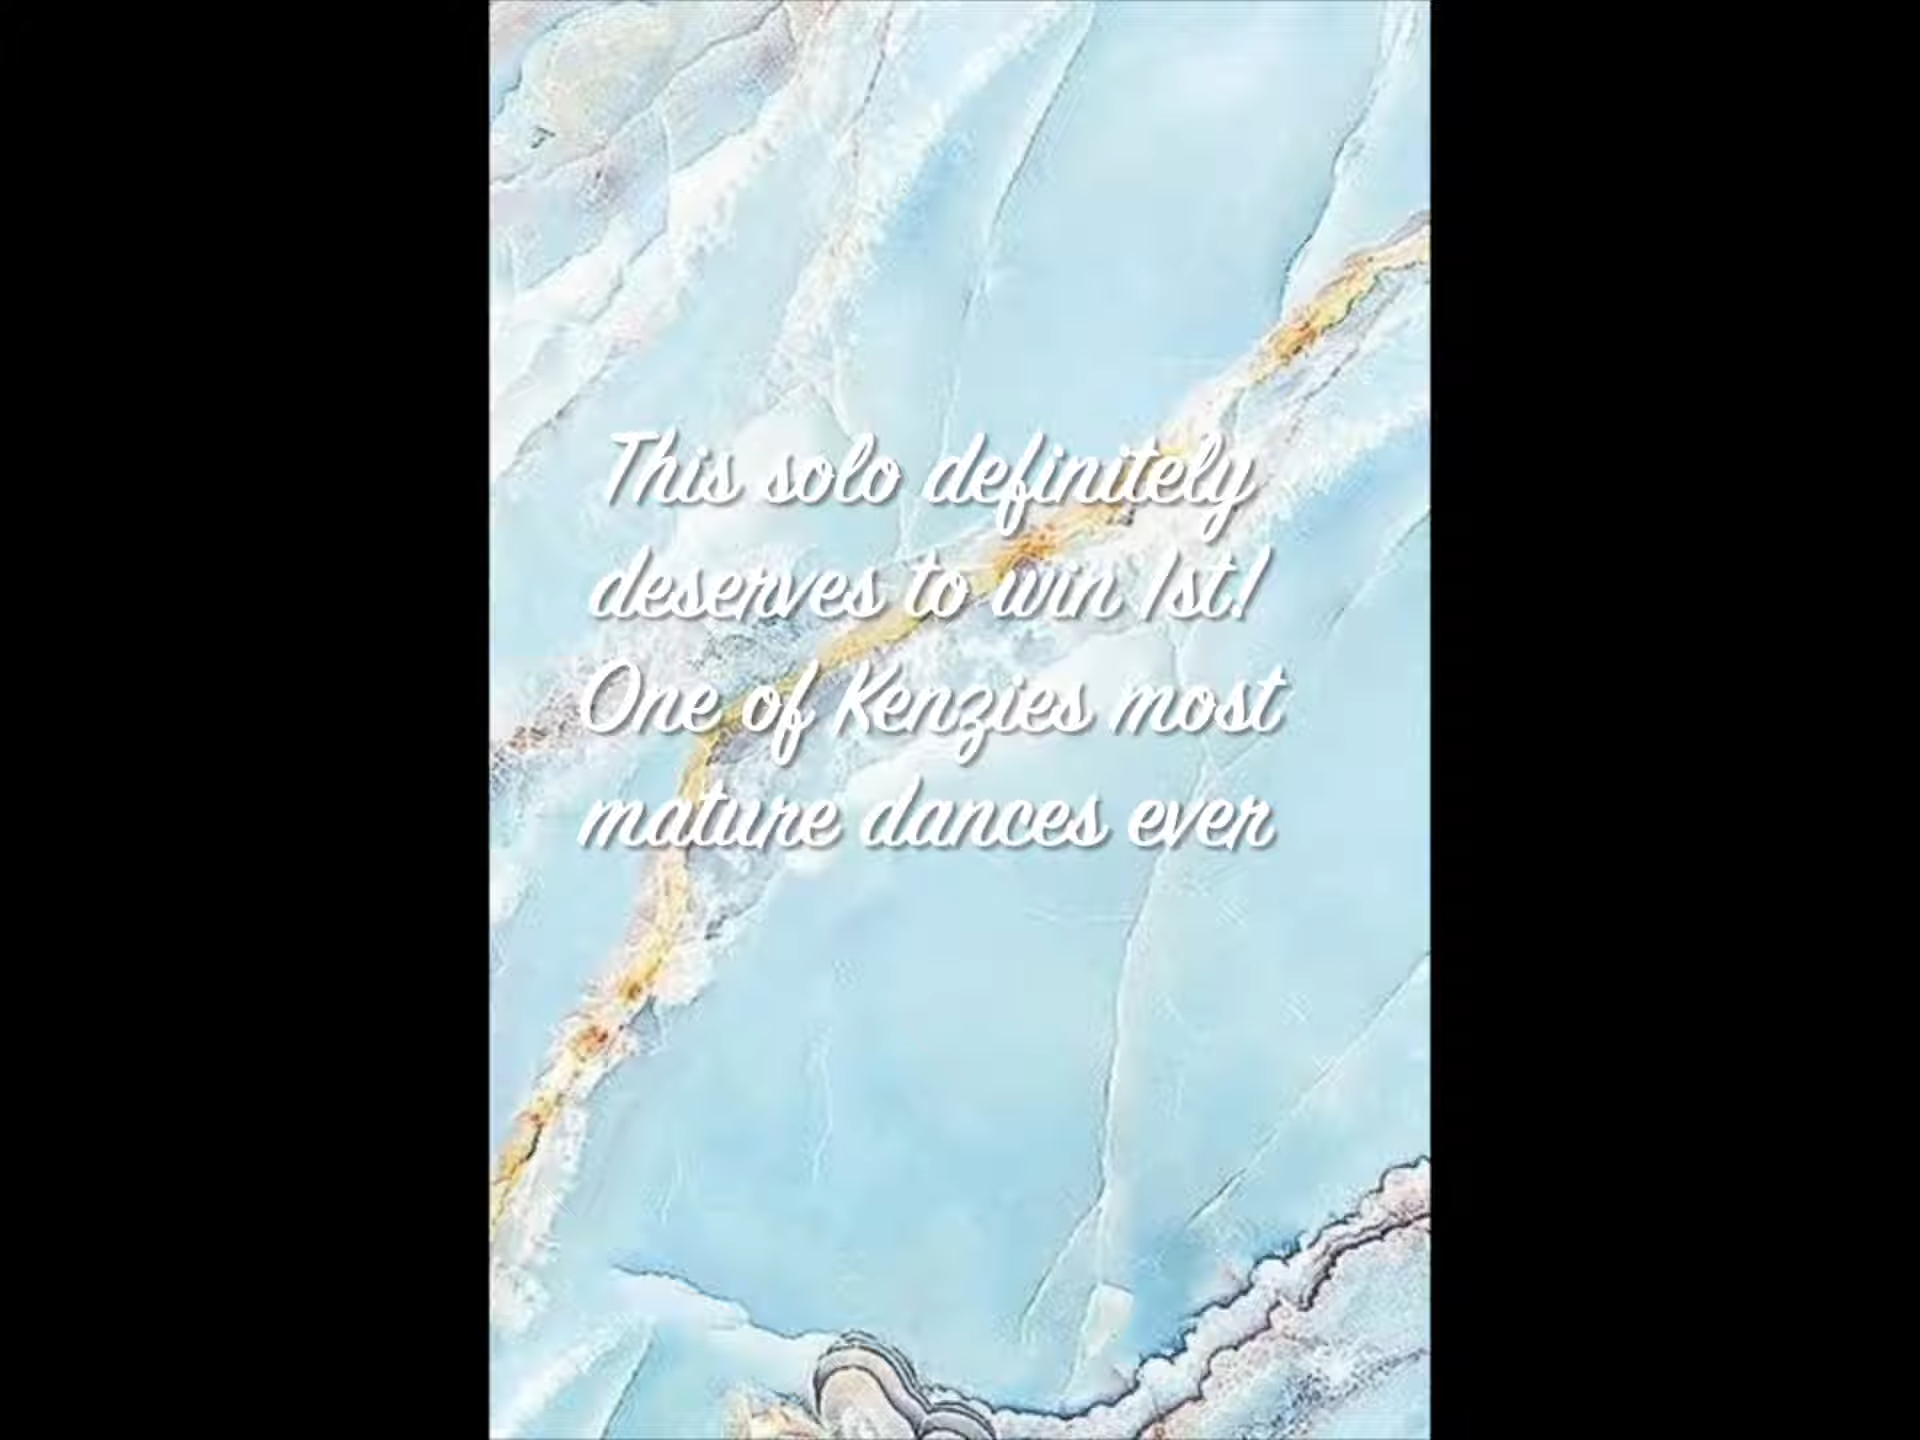 This solo definitely
deserves to win 1st!
One of Kenzies most
mature dances ever